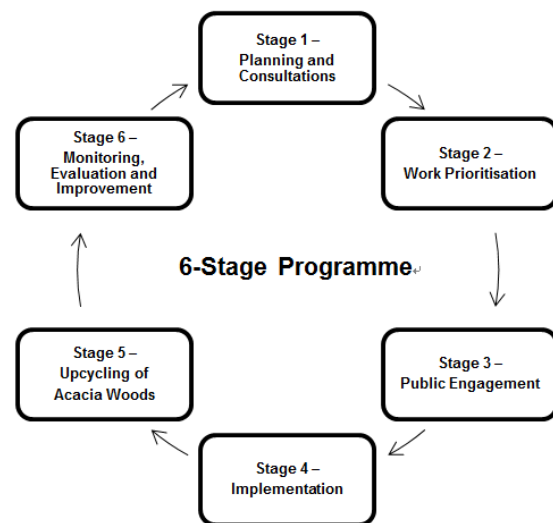 Stage 1 –
Planning and
Consultations
Stage 2 –
Work Prioritisation
Stage 3 –
Public Engagement
Stage 4 –
Implementation
Stage 5 –
Upcycling of
Acacia Woods
Stage 6 –
Monitoring,
Evaluation and
Improvement
6-Stage Programme↵